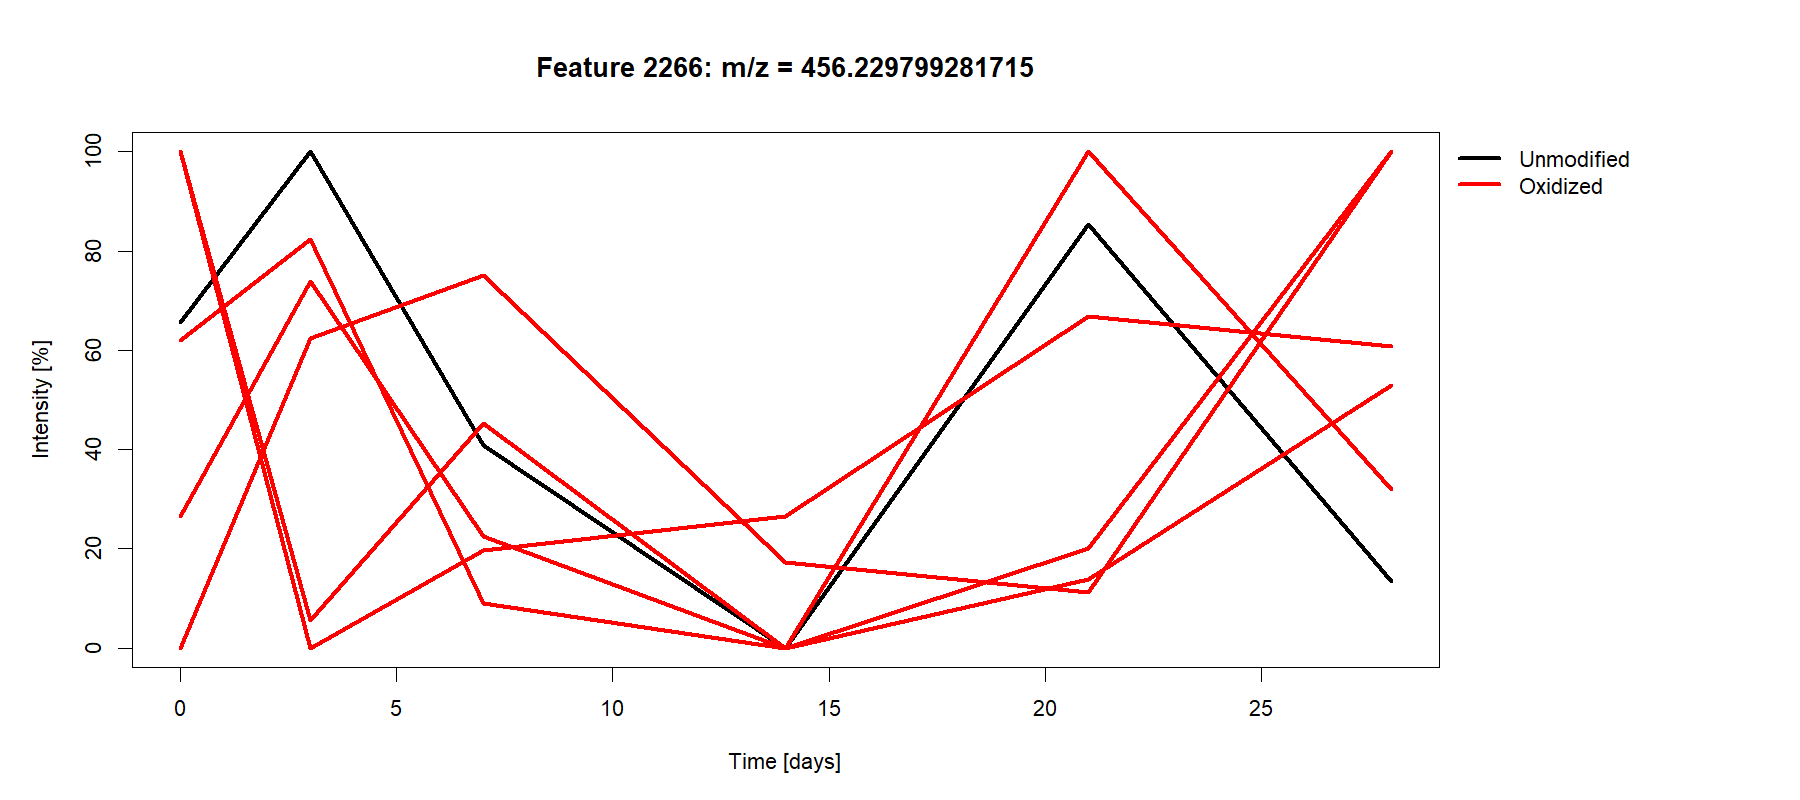 Feature 2266: m/z = 456.229799281715
Unmodified
Oxidized
Intensity [%]
100
80
60
40
20
0
0 5 10 15 20 25
Time [days]